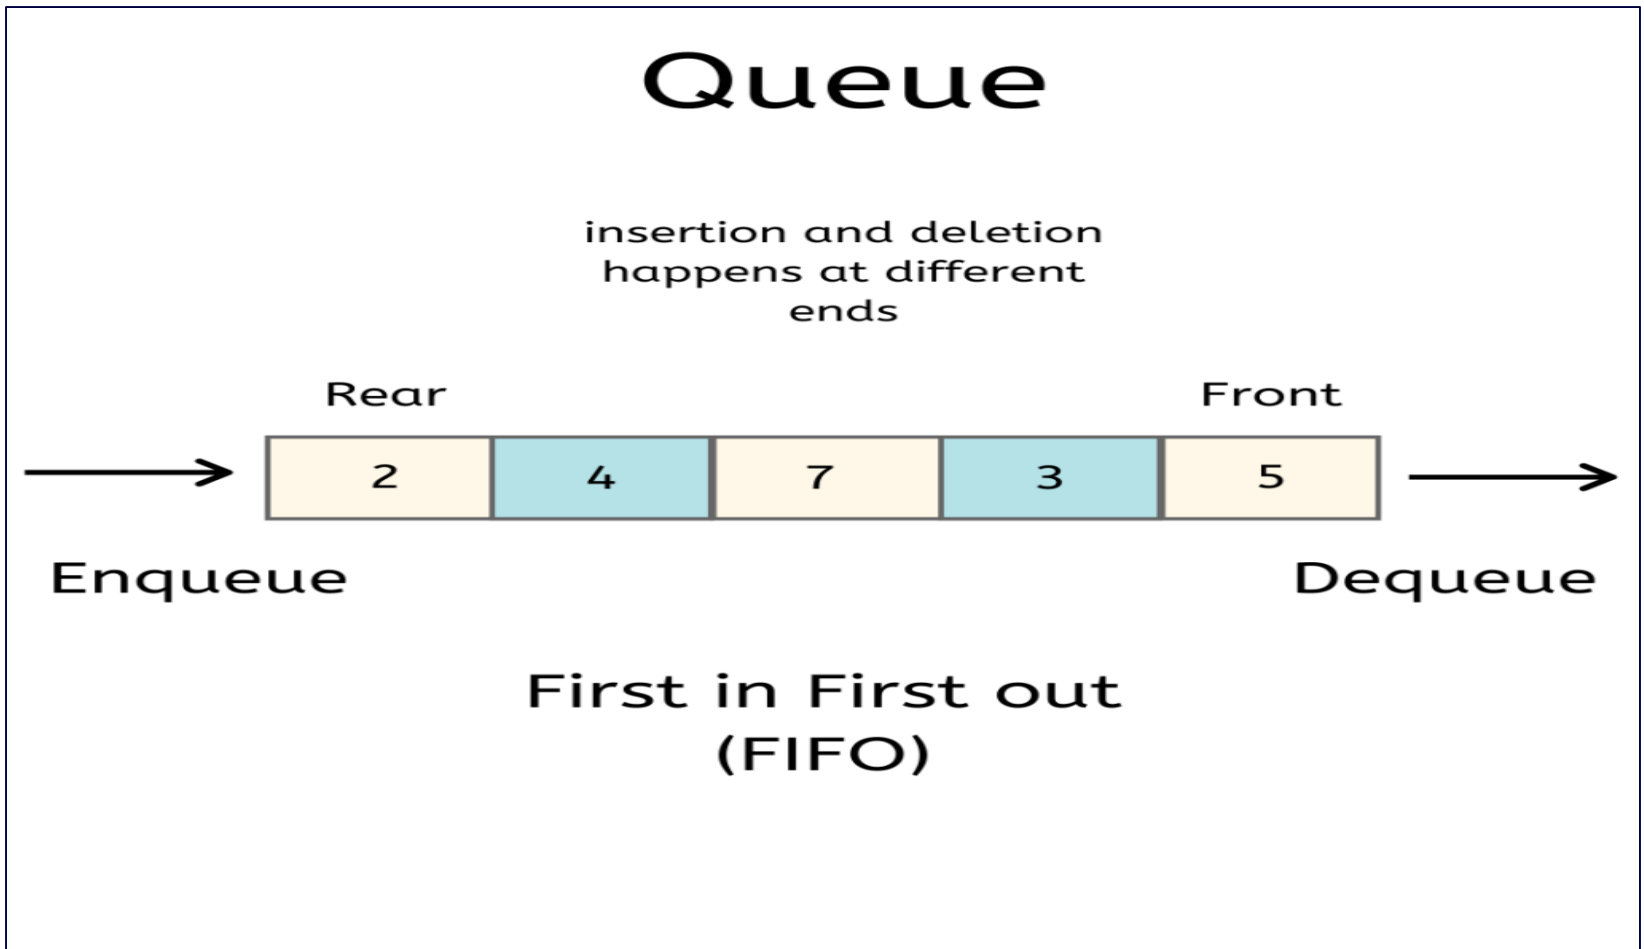 Queue
insertion and deletion
happens at different
ends
Rear Front
2 4 7 3 5
Enqueue Dequeue
First in First out
(FIFO)